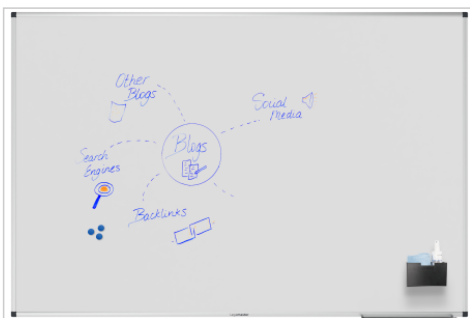 Other
Blogs
Social
Media
Blogs
Search
Engines
Backlinks